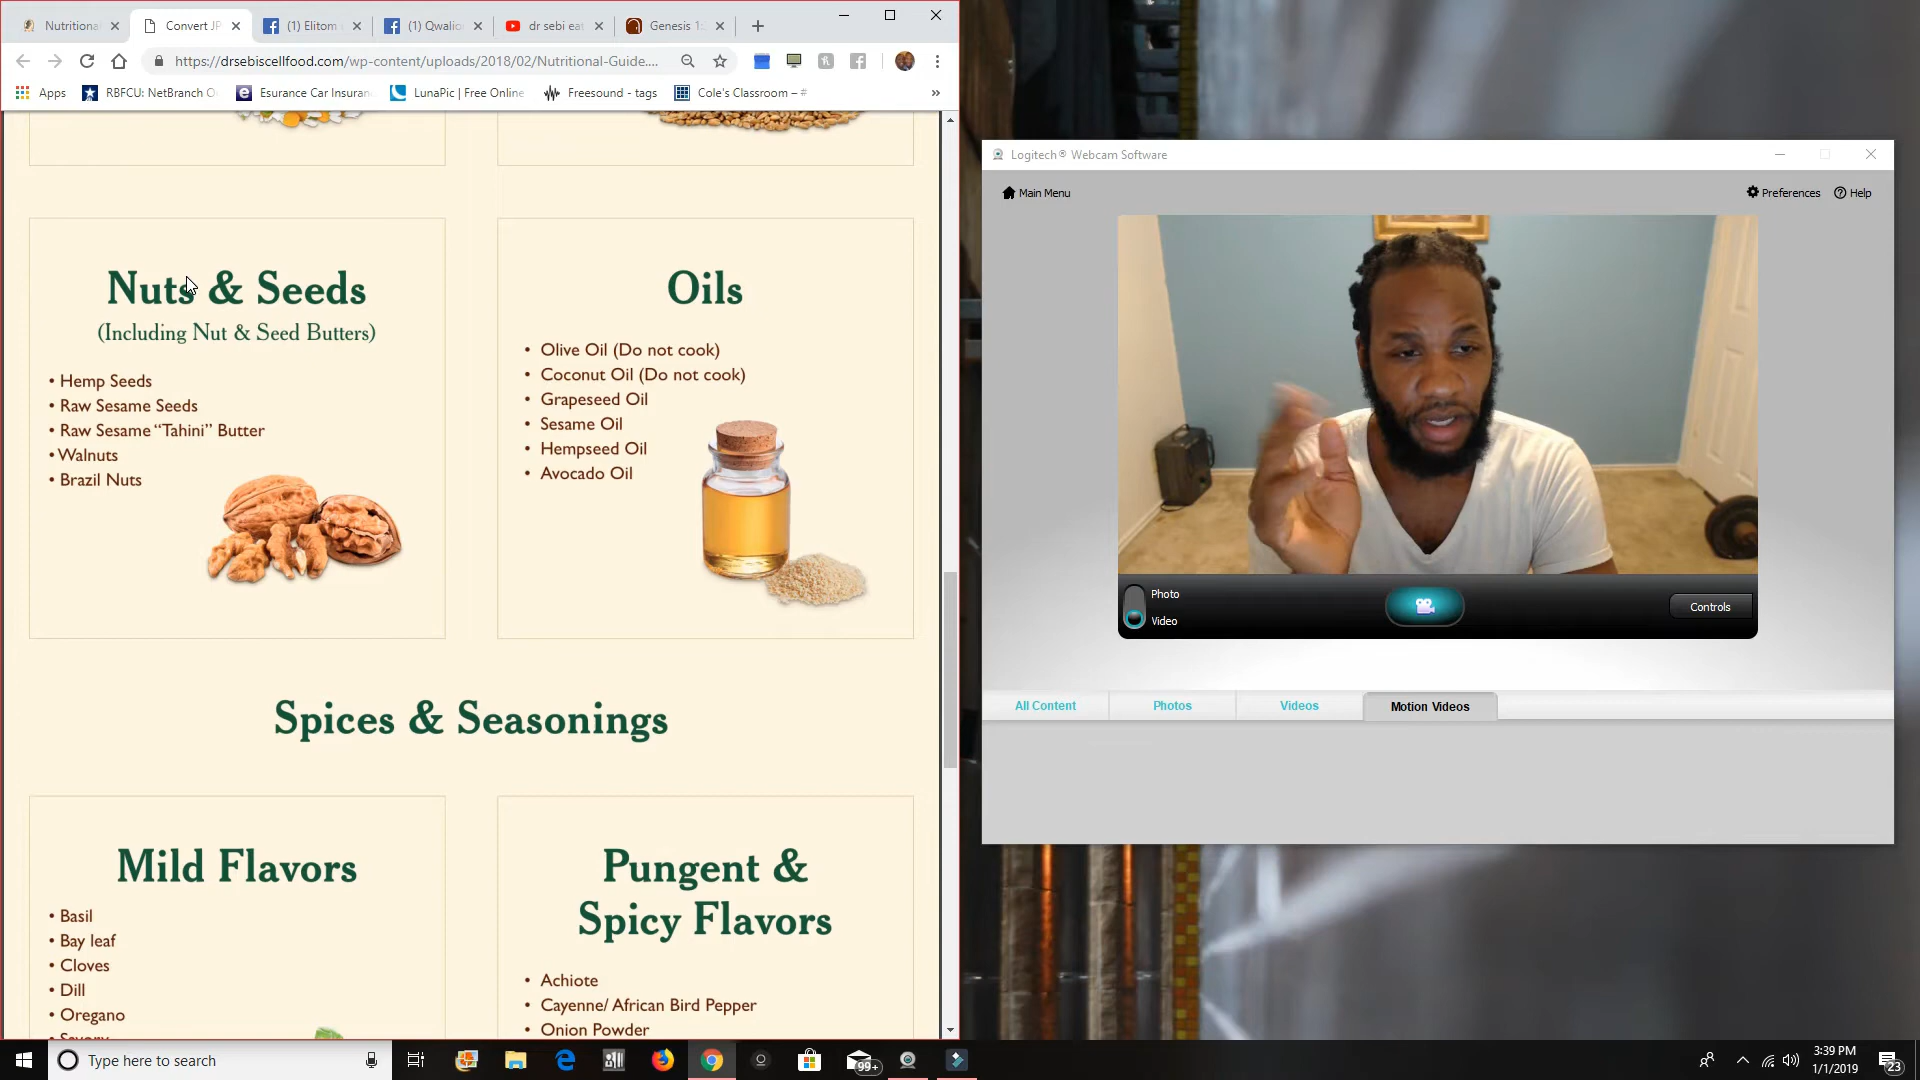 Nutritional
Convert JP
(1) Elitom
(1) Qwalio
dr sebi eat
Genesis 1:
https://drsebiscellfood.com/wp-content/uploads/2018/02/Nutritional-Guide....
Apps
RBFCU: NetBranch O
Esurance Car Insuran
LunaPic | Free Online
Freesound - tags
Cole's Classroom – #
»
Nuts & Seeds
(Including Nut & Seed Butters)
• Hemp Seeds
• Raw Sesame Seeds
• Raw Sesame “Tahini” Butter
• Walnuts
• Brazil Nuts
Oils
• Olive Oil (Do not cook)
• Coconut Oil (Do not cook)
• Grapeseed Oil
• Sesame Oil
• Hempseed Oil
• Avocado Oil
Spices & Seasonings
Mild Flavors
• Basil
• Bay leaf
• Cloves
• Dill
• Oregano
Pungent &
Spicy Flavors
• Achiote
• Cayenne/ African Bird Pepper
• Onion Powder
Logitech® Webcam Software
Main Menu
Preferences
Help
Photo
Video
Controls
All Content
Photos
Videos
Motion Videos
Type here to search
99+
3:39 PM
1/1/2019
23